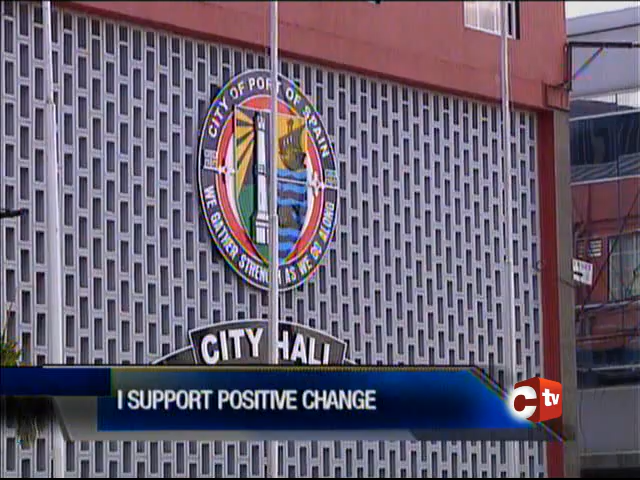 CITY OF PORT OF SPAIN
WE GATHER STRENGTH AS WE GO ALONG
CITY HALL
I SUPPORT POSITIVE CHANGE
Ctv